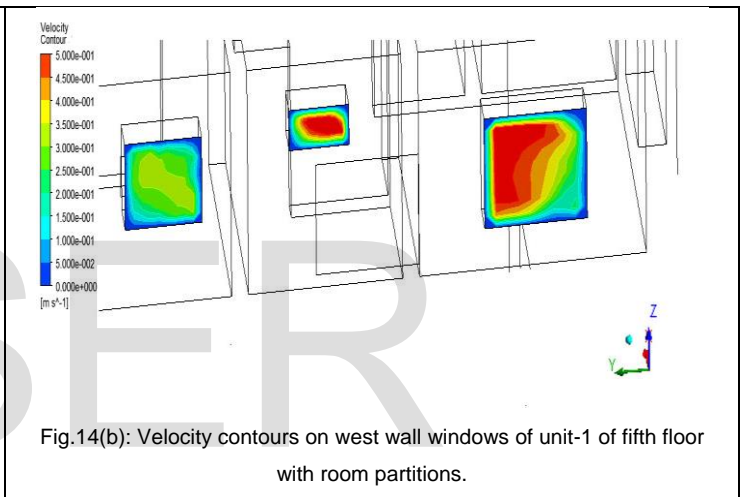 Velocity
Contour
5.000e-001
4.500e-001
4.000e-001
3.500e-001
3.000e-001
2.500e-001
2.000e-001
1.500e-001
1.000e-001
5.000e-002
0.000e+000
[m s^-1]
Z
Y
SER
Fig.14(b): Velocity contours on west wall windows of unit-1 of fifth floor
with room partitions.